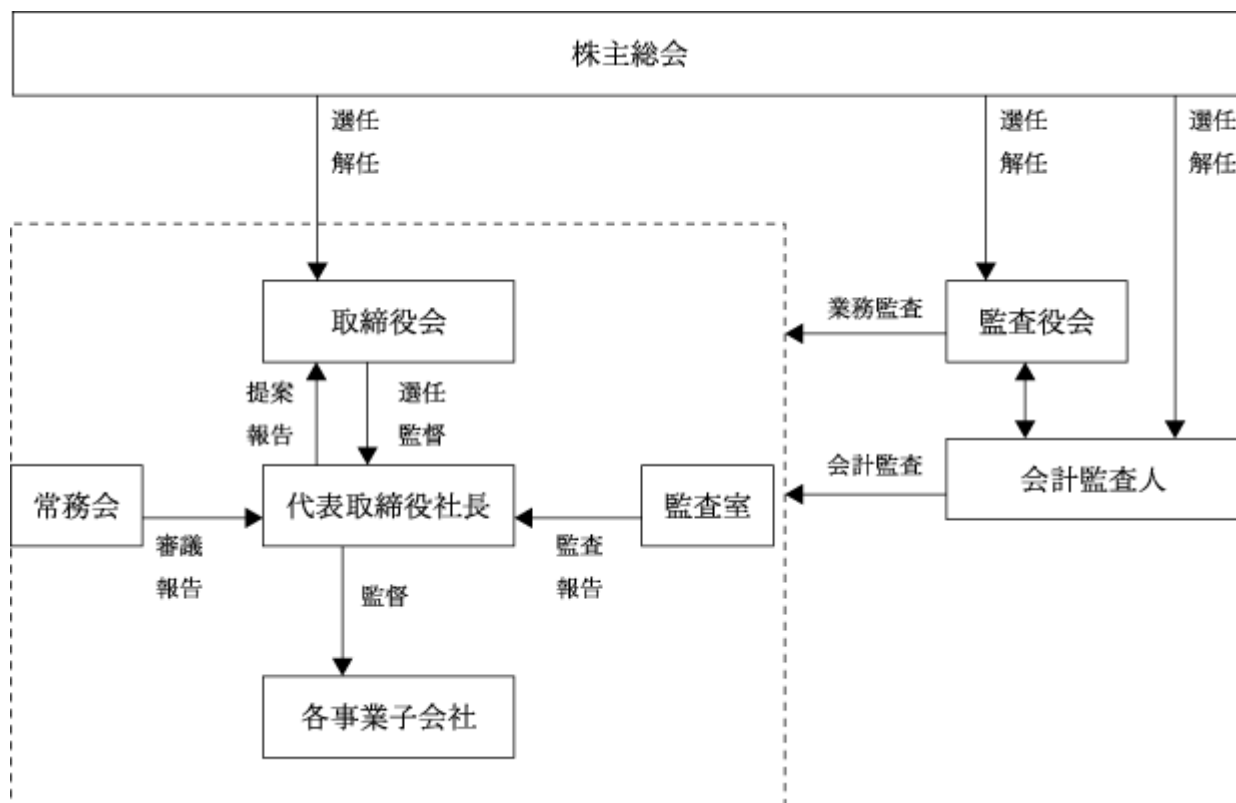 株主総会
選任
解任
選任
解任
選任
解任
取締役会
業務監査
監査役会
提案
報告
選任
監督
常務会
代表取締役社長
監査室
会計監査
会計監査人
審議
報告
監督
監査
報告
各事業子会社